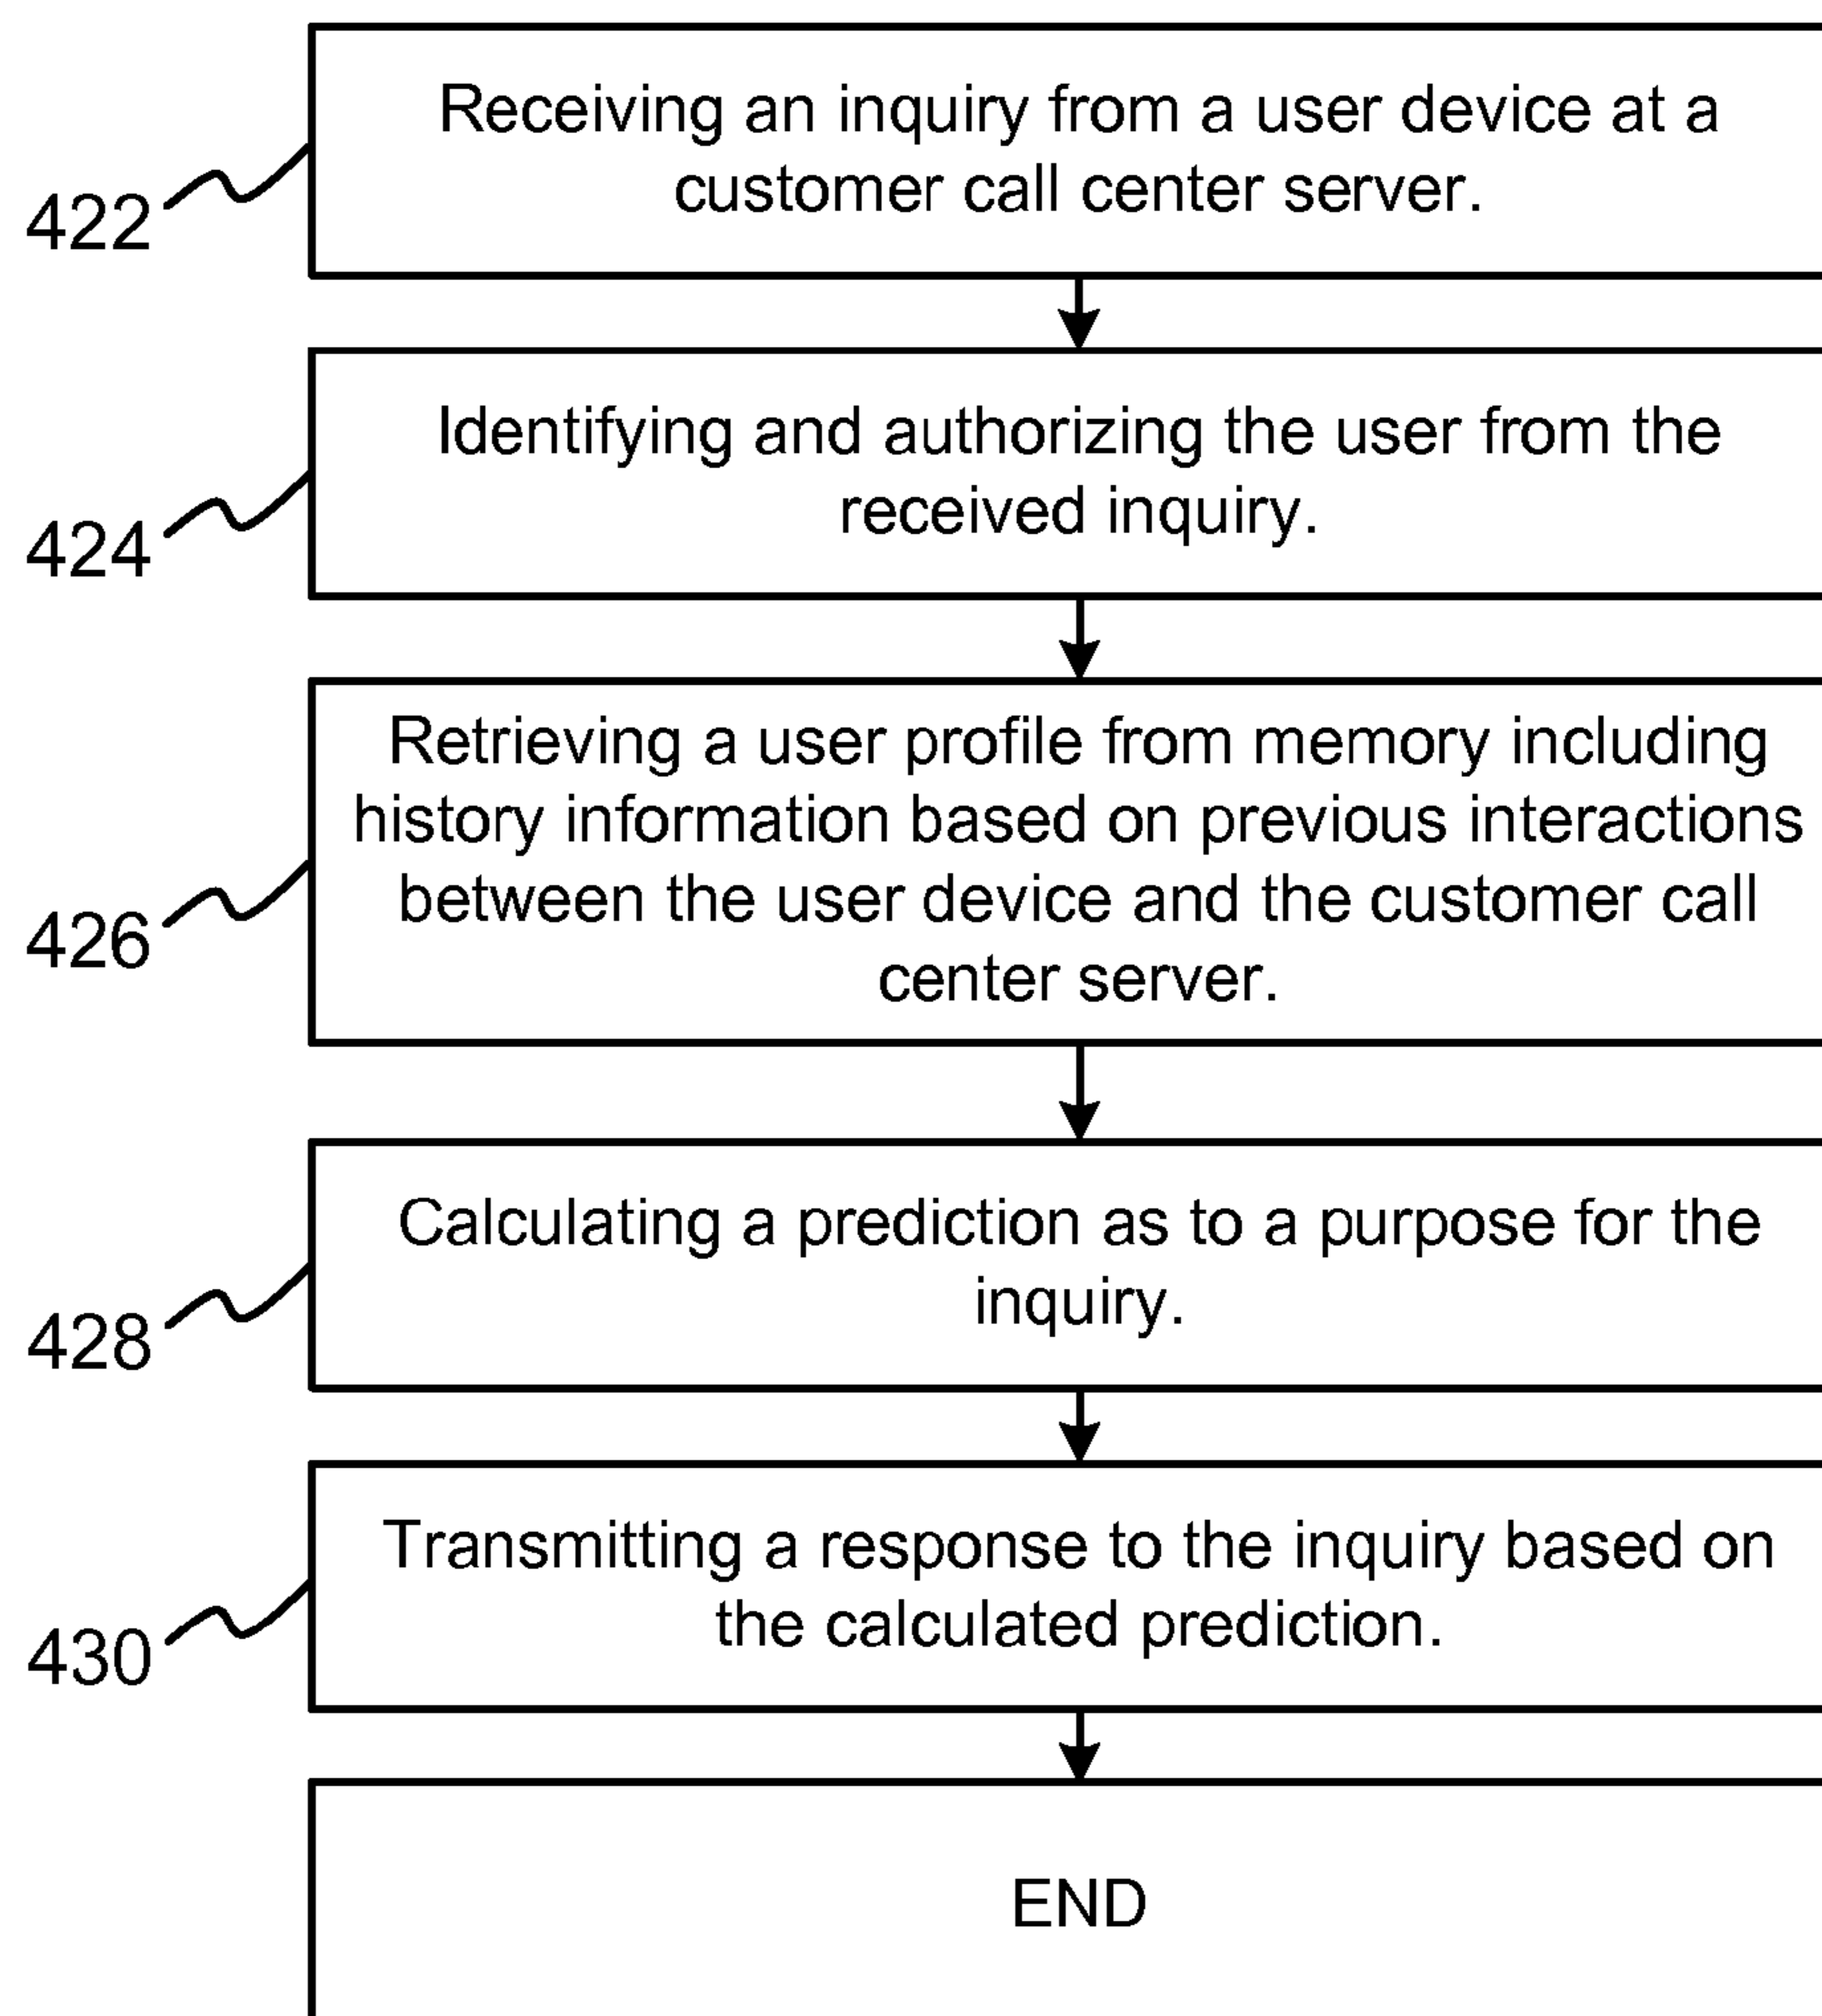 Receiving an inquiry from a user device at a
customer call center server.
422
Identifying and authorizing the user from the
received inquiry.
424
Retrieving a user profile from memory including
history information based on previous interactions
between the user device and the customer call
center server.
426
Calculating a prediction as to a purpose for the
inquiry.
428
Transmitting a response to the inquiry based on
the calculated prediction.
430
END